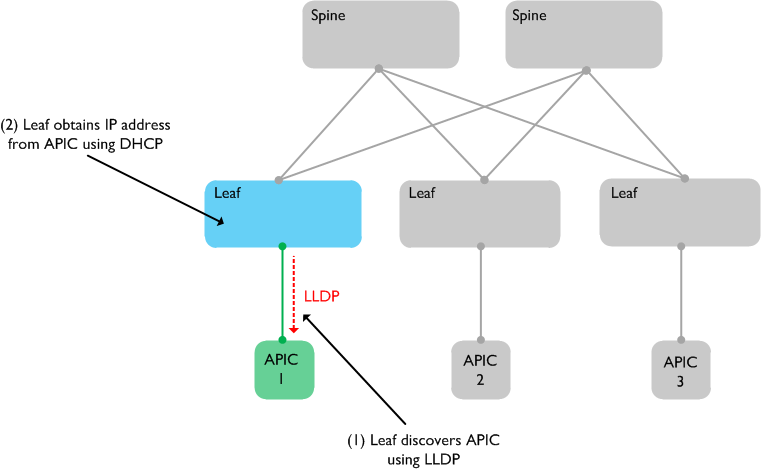 Spine
Spine
(2) Leaf obtains IP address
from APIC using DHCP
Leaf
Leaf
Leaf
LLDP
APIC
1
APIC
2
APIC
3
(1) Leaf discovers APIC
using LLDP